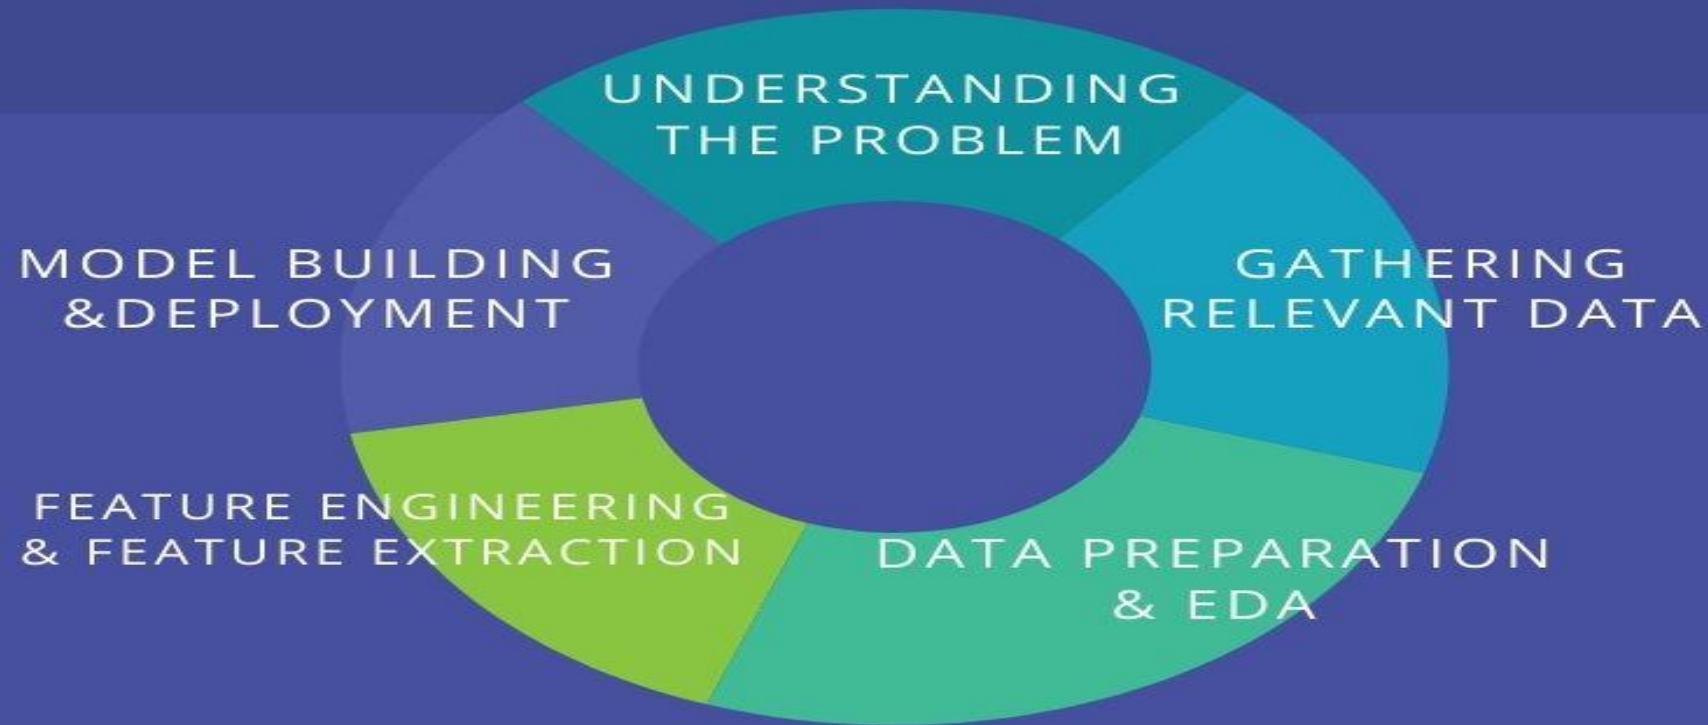 UNDERSTANDING
THE PROBLEM
GATHERING
RELEVANT DATA
DATA PREPARATION
& EDA
FEATURE ENGINEERING
& FEATURE EXTRACTION
MODEL BUILDING
&DEPLOYMENT